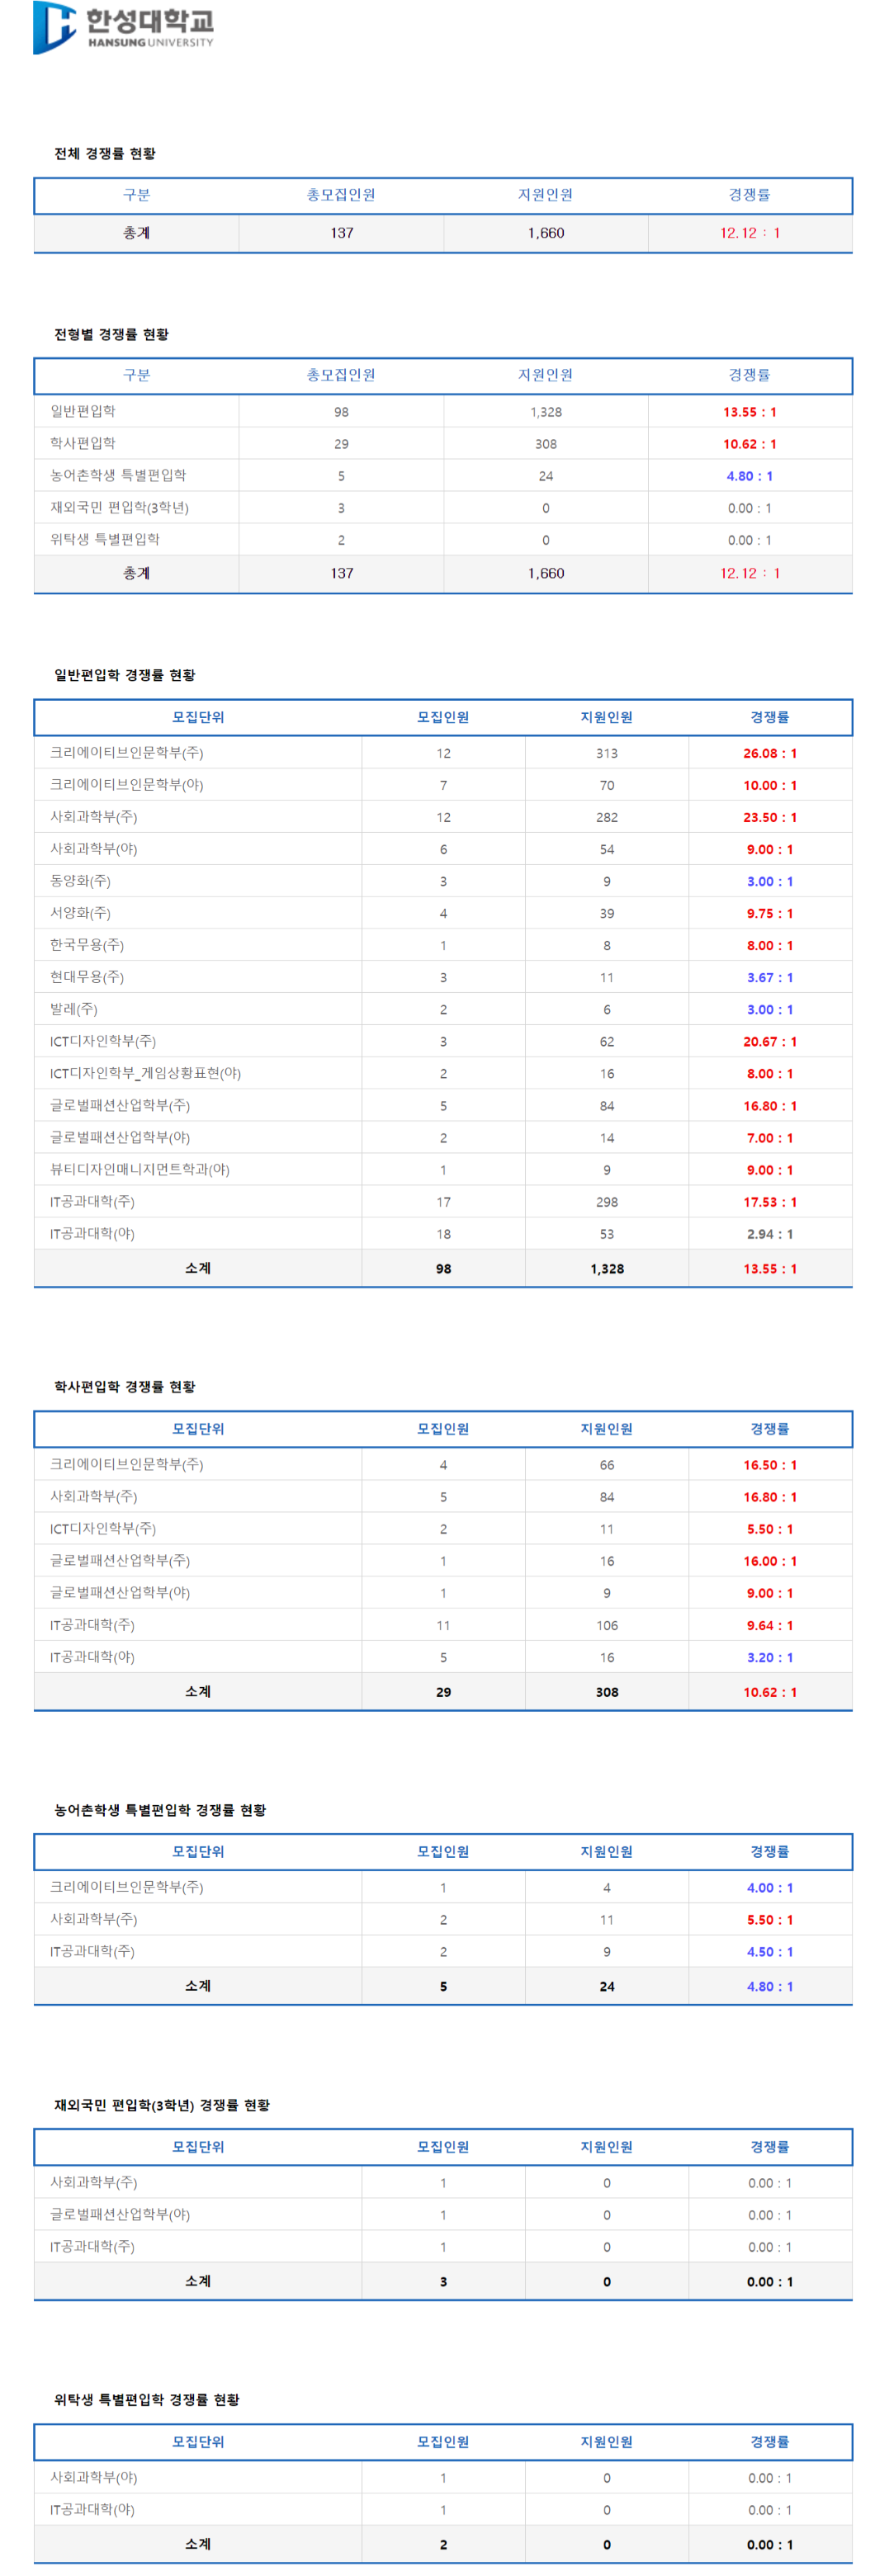 한성대학교
HANSUNG UNIVERSITY
전체 경쟁률 현황
구분 총모집인원 지원인원 경쟁률
총계 137 1,660 12.12 : 1
전형별 경쟁률 현황
구분 총모집인원 지원인원 경쟁률
일반편입학 98 1,328 13.55 : 1
학사편입학 29 308 10.62 : 1
농어촌학생 특별편입학 5 24 4.80 : 1
재외국민 편입학(3학년) 3 0 0.00 : 1
위탁생 특별편입학 2 0 0.00 : 1
총계 137 1,660 12.12 : 1
일반편입학 경쟁률 현황
모집단위 모집인원 지원인원 경쟁률
크리에이티브인문학부(주) 12 313 26.08 : 1
크리에이티브인문학부(야) 7 70 10.00 : 1
사회과학부(주) 12 282 23.50 : 1
사회과학부(야) 6 54 9.00 : 1
동양화(주) 3 9 3.00 : 1
서양화(주) 4 39 9.75 : 1
한국무용(주) 1 8 8.00 : 1
현대무용(주) 3 11 3.67 : 1
발레(주) 2 6 3.00 : 1
ICT디자인학부(주) 3 62 20.67 : 1
ICT디자인학부_게임상황표현(야) 2 16 8.00 : 1
글로벌패션산업학부(주) 5 84 16.80 : 1
글로벌패션산업학부(야) 2 14 7.00 : 1
뷰티디자인매니지먼트학과(야) 1 9 9.00 : 1
IT공과대학(주) 17 298 17.53 : 1
IT공과대학(야) 18 53 2.94 : 1
소계 98 1,328 13.55 : 1
학사편입학 경쟁률 현황
모집단위 모집인원 지원인원 경쟁률
크리에이티브인문학부(주) 4 66 16.50 : 1
사회과학부(주) 5 84 16.80 : 1
ICT디자인학부(주) 2 11 5.50 : 1
글로벌패션산업학부(주) 1 16 16.00 : 1
글로벌패션산업학부(야) 1 9 9.00 : 1
IT공과대학(주) 11 106 9.64 : 1
IT공과대학(야) 5 16 3.20 : 1
소계 29 308 10.62 : 1
농어촌학생 특별편입학 경쟁률 현황
모집단위 모집인원 지원인원 경쟁률
크리에이티브인문학부(주) 1 4 4.00 : 1
사회과학부(주) 2 11 5.50 : 1
IT공과대학(주) 2 9 4.50 : 1
소계 5 24 4.80 : 1
재외국민 편입학(3학년) 경쟁률 현황
모집단위 모집인원 지원인원 경쟁률
사회과학부(주) 1 0 0.00 : 1
글로벌패션산업학부(야) 1 0 0.00 : 1
IT공과대학(주) 1 0 0.00 : 1
소계 3 0 0.00 : 1
위탁생 특별편입학 경쟁률 현황
모집단위 모집인원 지원인원 경쟁률
사회과학부(야) 1 0 0.00 : 1
IT공과대학(야) 1 0 0.00 : 1
소계 2 0 0.00 : 1